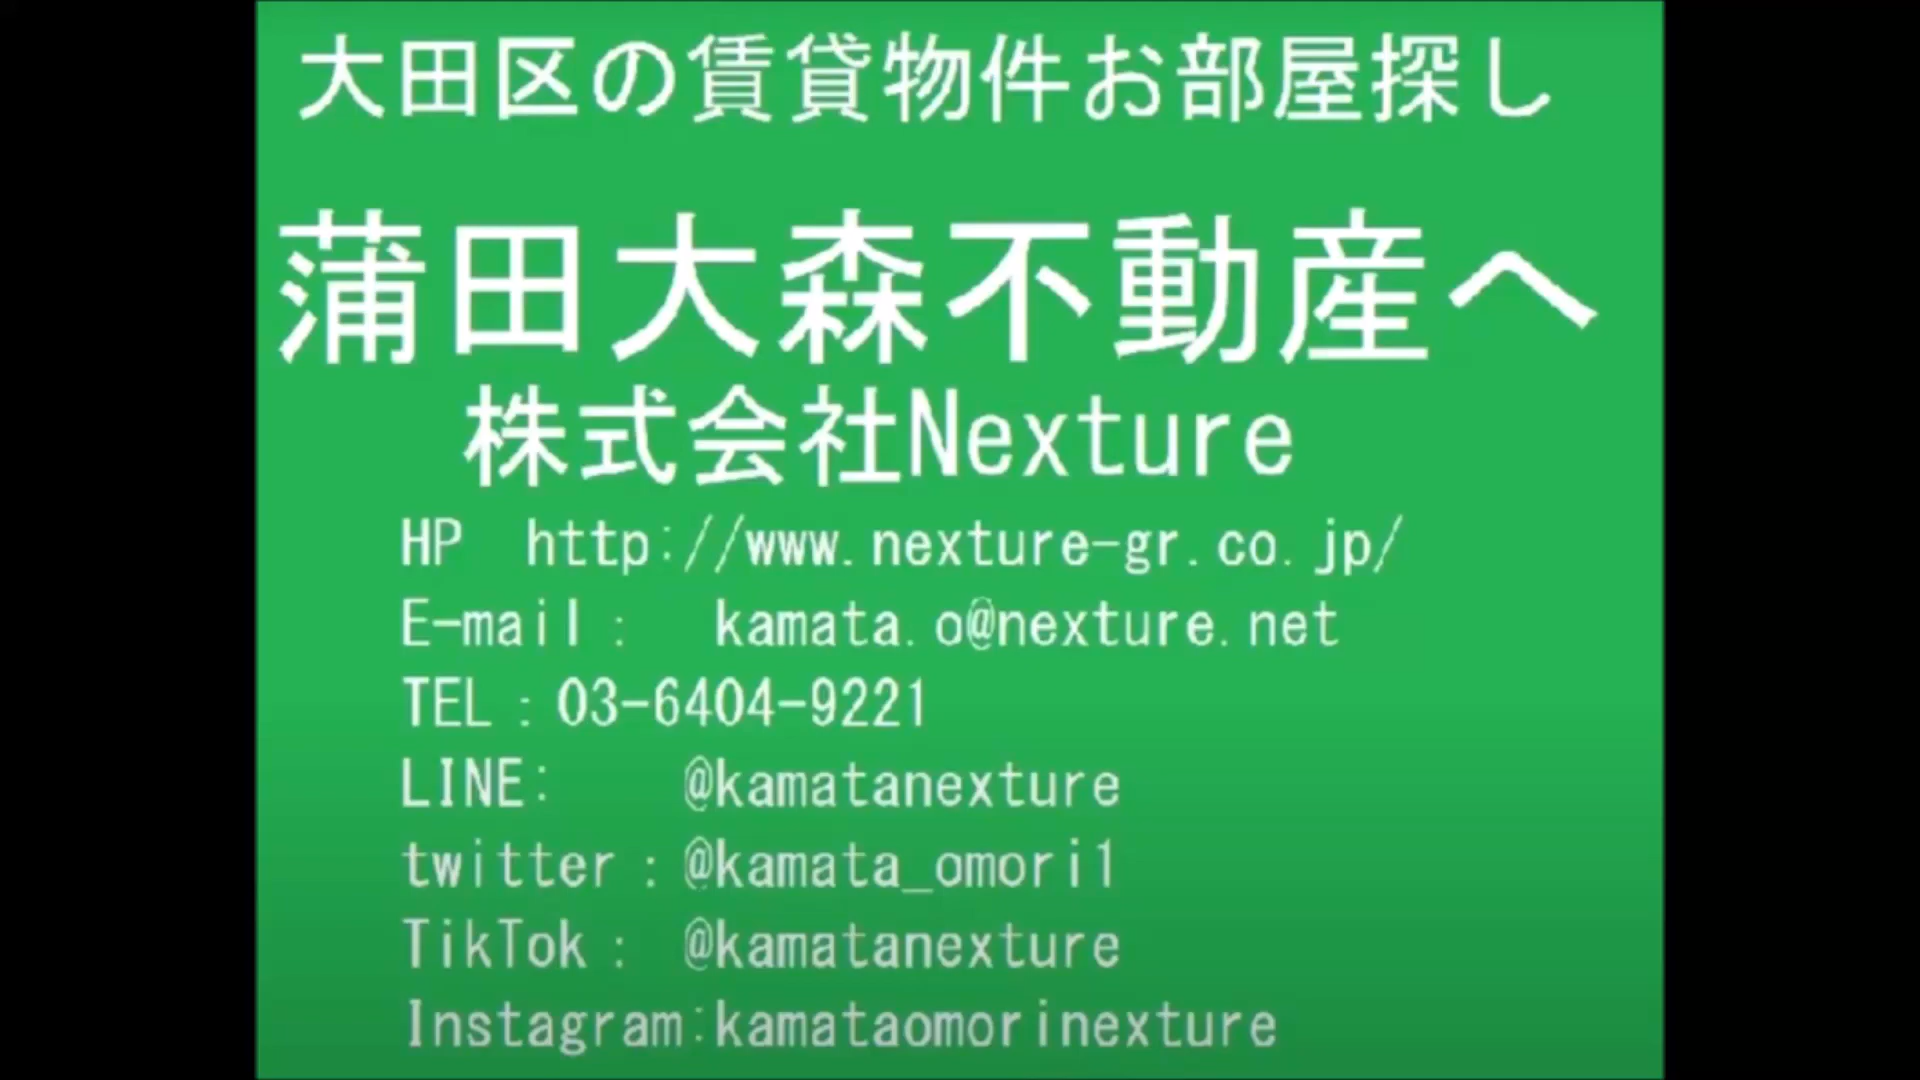 大田区の賃貸物件お部屋探し
蒲田大森不動産へ
株式会社Nexture
HP　http://www.nexture-gr.co.jp/
E-mail：　kamata.o@nexture.net
TEL：03-6404-9221
LINE:　　@kamatanexture
twitter：@kamata_omori1
TikTok：　@kamatanexture
Instagram:kamataomorinexture